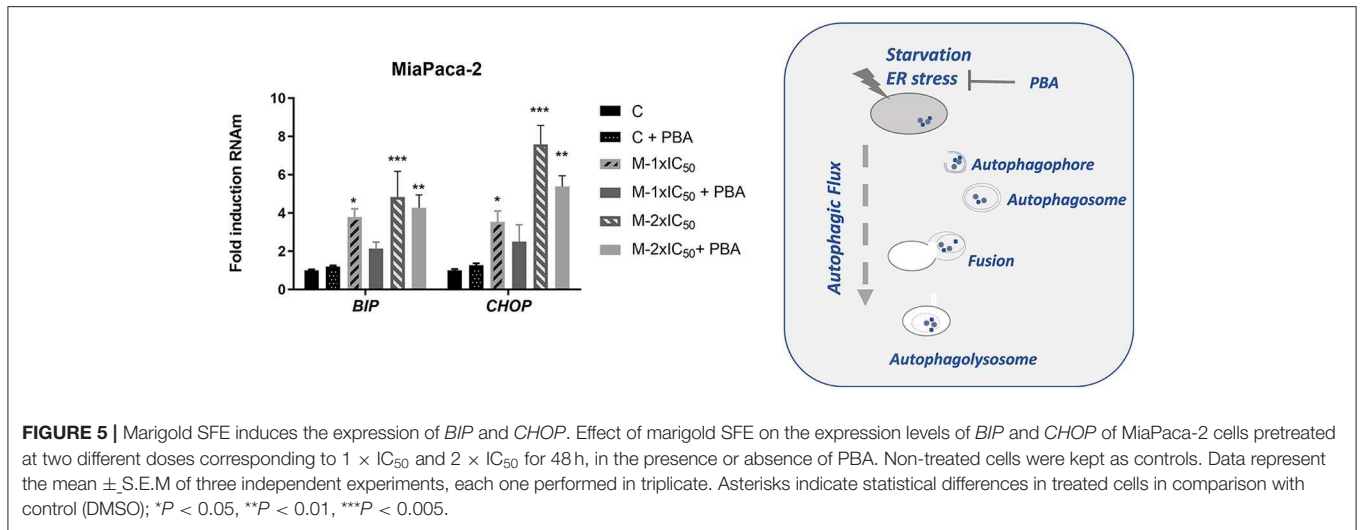 MiaPaca-2
Fold induction RNAm
10
8
6
4
2
0
*
***
**
*
***
**
BIP
CHOP
C
C + PBA
M-1xIC50
M-1xIC50 + PBA
M-2xIC50
M-2xIC50+ PBA
Starvation
ER stress
PBA
Autophagic Flux
Autophagophore
Autophagosome
Fusion
Autophagolysosome
FIGURE 5 | Marigold SFE induces the expression of BIP and CHOP. Effect of marigold SFE on the expression levels of BIP and CHOP of MiaPaca-2 cells pretreated
at two different doses corresponding to 1 × IC50 and 2 × IC50 for 48 h, in the presence or absence of PBA. Non-treated cells were kept as controls. Data represent
the mean ±_S.E.M of three independent experiments, each one performed in triplicate. Asterisks indicate statistical differences in treated cells in comparison with
control (DMSO); *P < 0.05, **P < 0.01, ***P < 0.005.